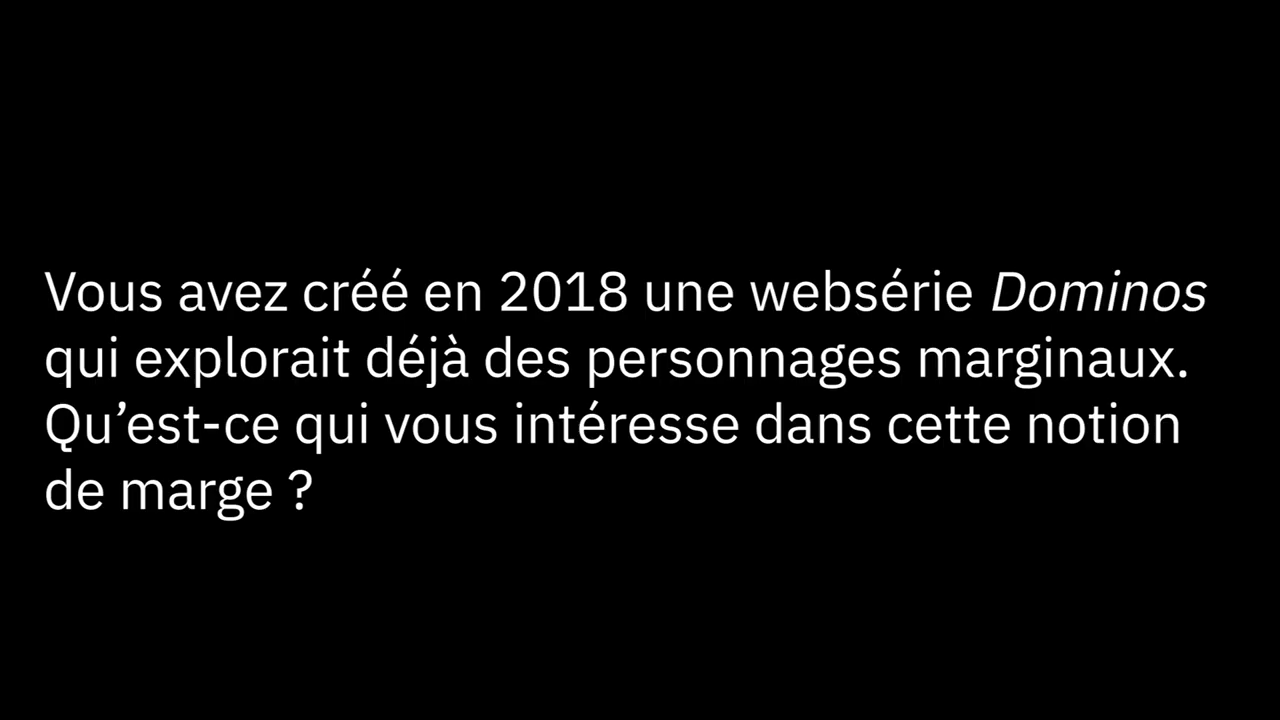 Vous avez créé en 2018 une websérie Dominos
qui explorait déjà des personnages marginaux.
Qu’est-ce qui vous intéresse dans cette notion
de marge ?